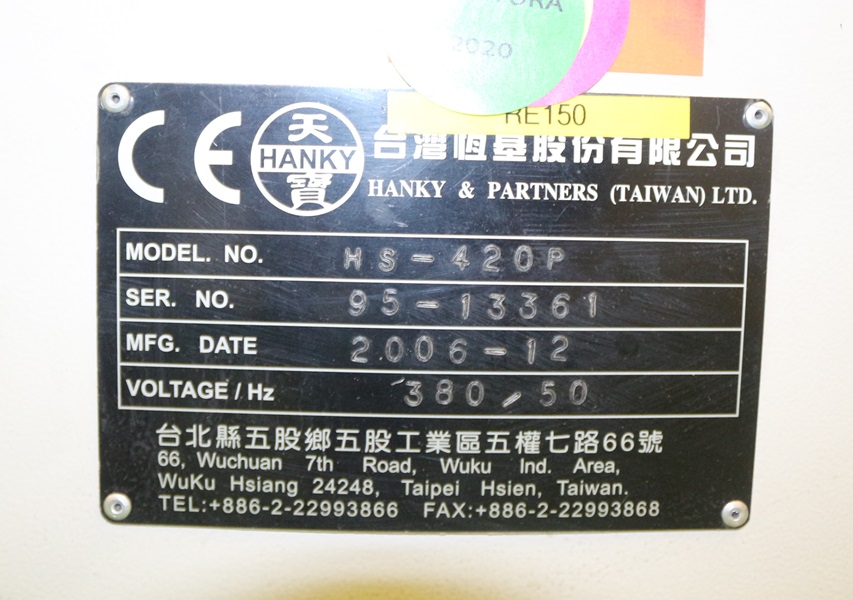 2020
RE150
CE 天 HANKY 寶 台灣恆基股份有限公司
HANKY & PARTNERS (TAIWAN) LTD.
MODEL. NO. HS-420P
SER. NO. 95-13361
MFG. DATE 2006-12
VOLTAGE / Hz 380/50
台北縣五股鄉五股工業區五權七路66號
66, Wuchuan 7th Road, Wuku Ind. Area,
WuKu Hsiang 24248, Taipei Hsien, Taiwan.
TEL:+886-2-22993866 FAX:+886-2-22993868